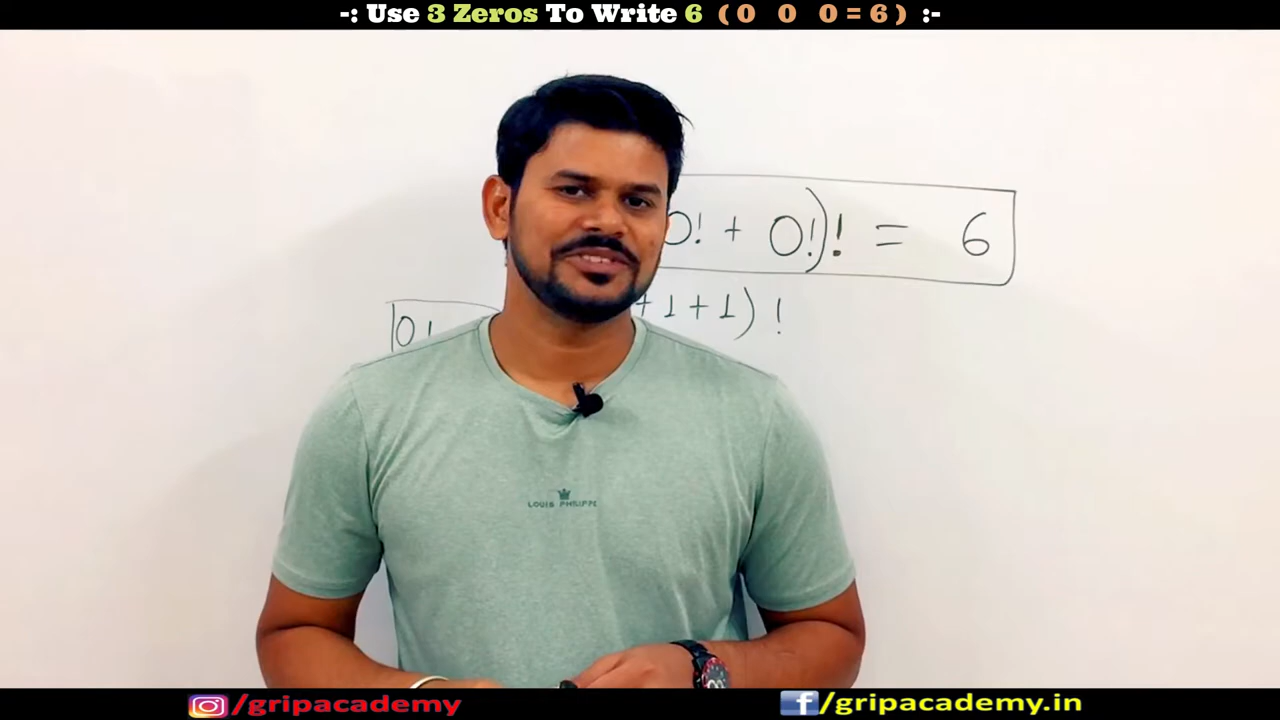 -: Use 3 Zeros To Write 6 ( 0 0 0 = 6 ) :-
0! + 0!)! = 6
+ 1 + 1) !
0!
LOUIS PHILIPPE
/gripacademy
f/gripacademy.in